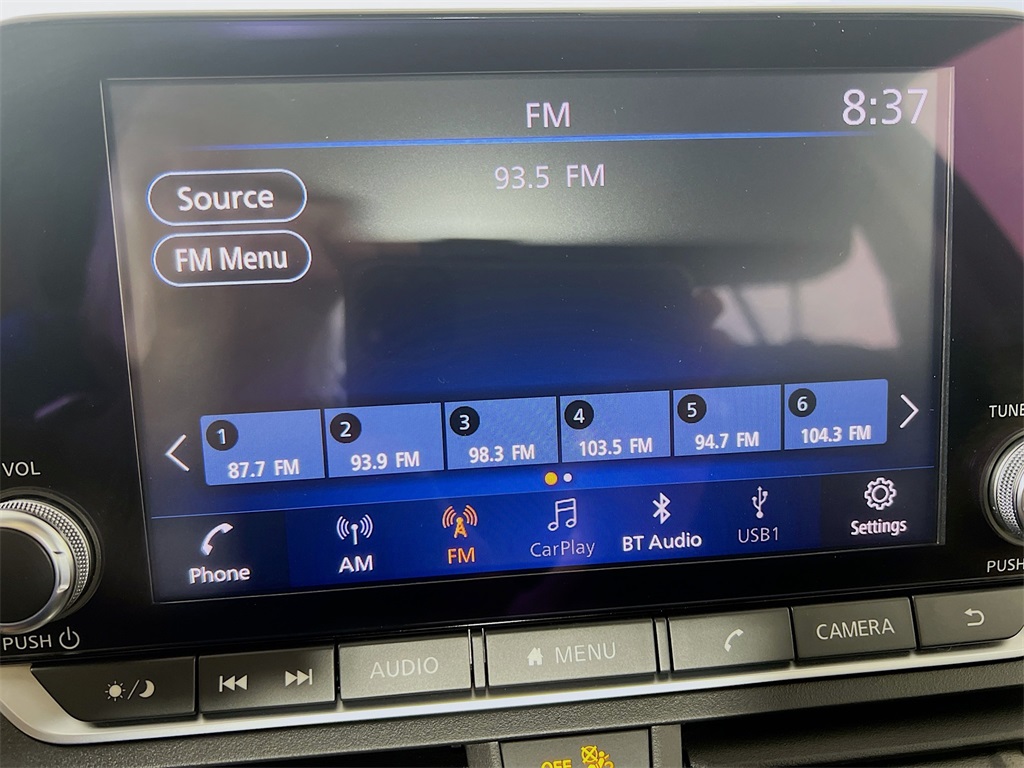 FM
8:37
93.5 FM
Source
FM Menu
1
2
3
4
5
6
87.7 FM
93.9 FM
98.3 FM
103.5 FM
94.7 FM
104.3 FM
Phone
AM
FM
CarPlay
BT Audio
USB1
Settings
VOL
TUNE
PUSH
PUSH
AUDIO
MENU
CAMERA
OFF